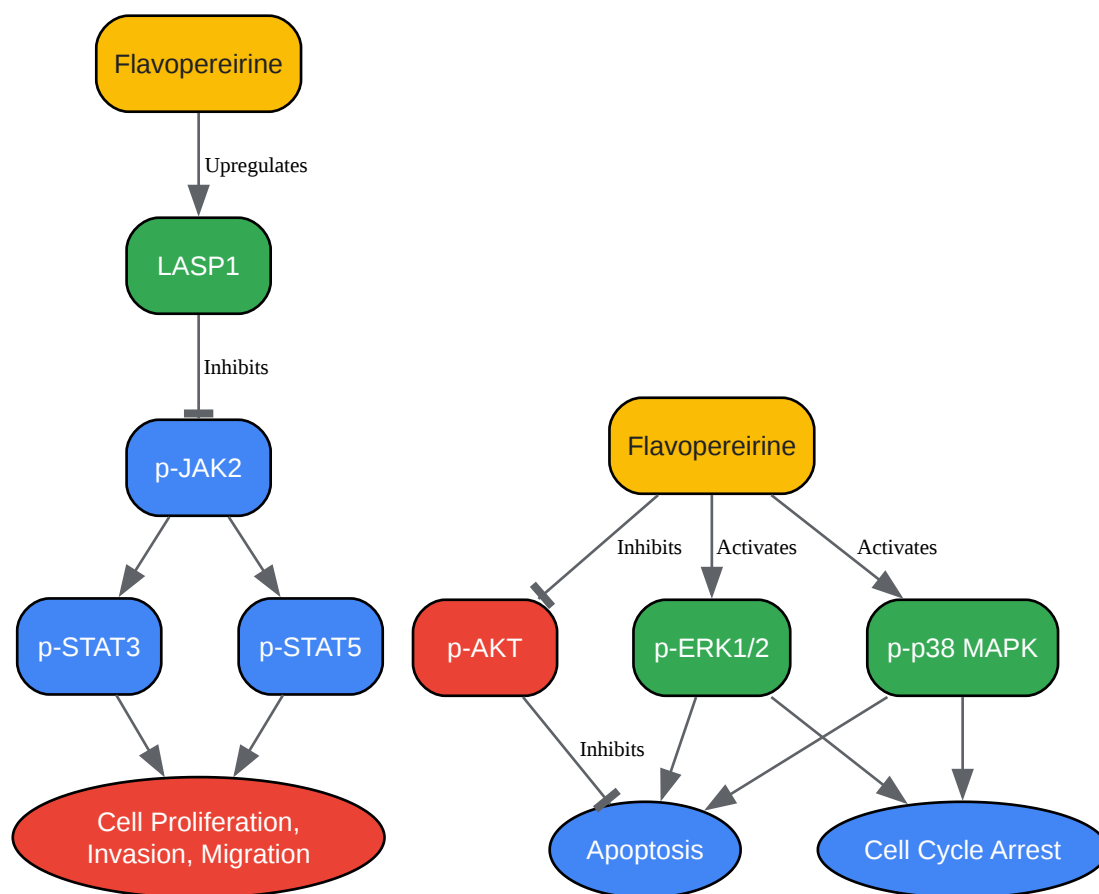 Flavopereirine
Upregulates
LASP1
Inhibits
p-JAK2
p-STAT3
p-STAT5
Cell Proliferation,
Invasion, Migration
Flavopereirine
Inhibits
Activates
Activates
p-AKT
p-ERK1/2
p-p38 MAPK
Inhibits
Apoptosis
Cell Cycle Arrest